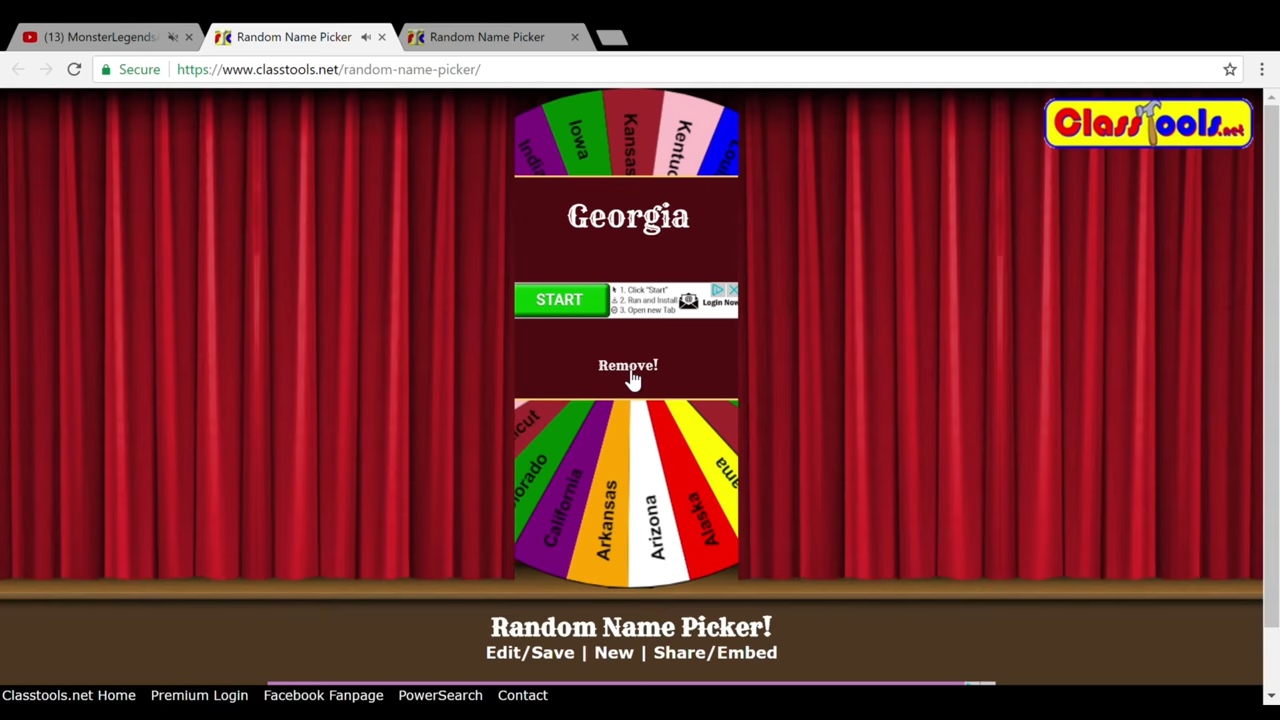 (13) MonsterLegends
Random Name Picker
Random Name Picker
Secure
https://www.classtools.net/random-name-picker/
ClassTools.net
Iowa
Kansas
Georgia
START
1. Click "Start"
2. Run and Install
3. Open new Tab
Login Now
Remove!
California
Arkansas
Arizona
Alaska
Random Name Picker!
Edit/Save | New | Share/Embed
Classtools.net Home Premium Login Facebook Fanpage PowerSearch Contact